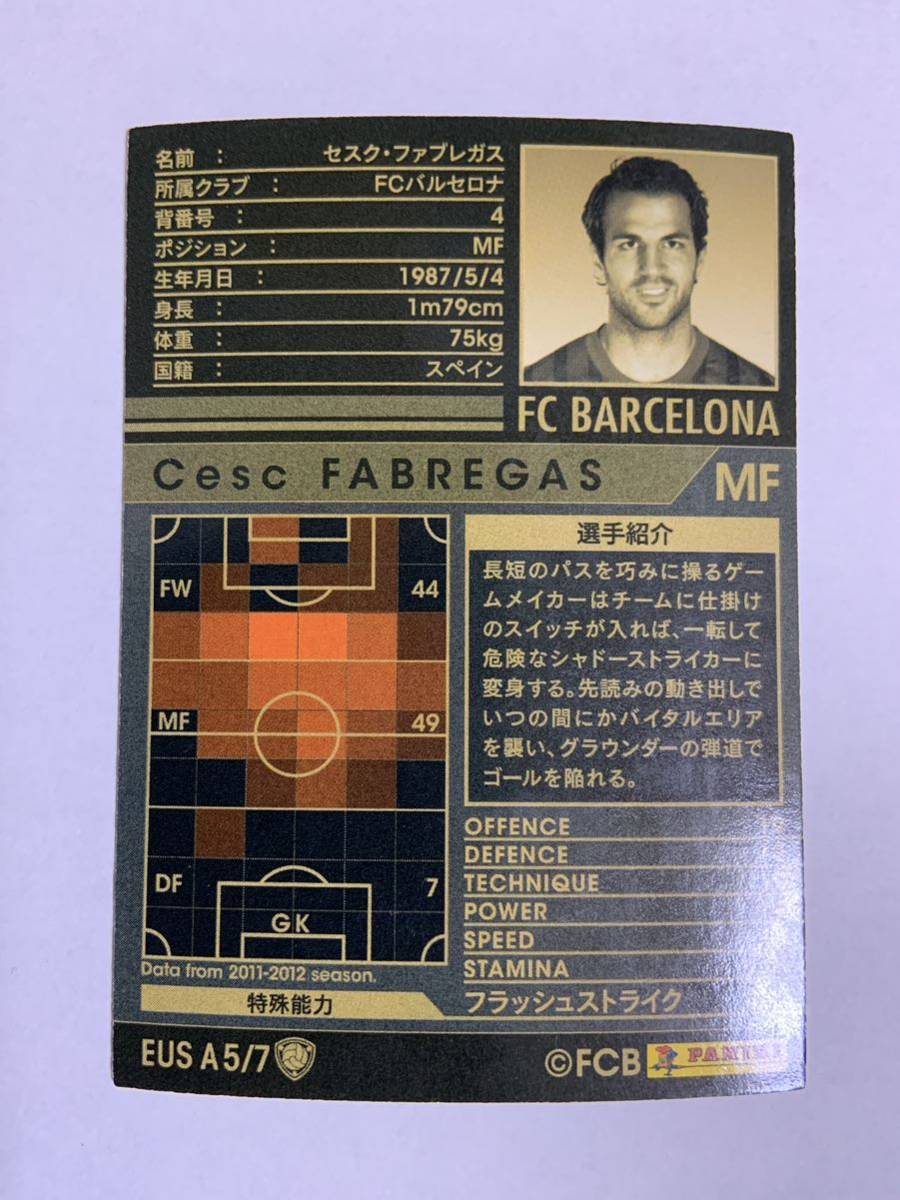 名前 : セスク・ファブレガス
所属クラブ : FCバルセロナ
背番号 : 4
ポジション : MF
生年月日 : 1987/5/4
身長 : 1m79cm
体重 : 75kg
国籍 : スペイン
FC BARCELONA
Cesc FABREGAS MF
FW 44
MF 49
DF 7
GK
Data from 2011-2012 season.
選手紹介
長短のパスを巧みに操るゲー
ムメイカーはチームに仕掛け
のスイッチが入れば、一転して
危険なシャドーストライカーに
変身する。先読みの動き出しで
いつの間にかバイタルエリア
を襲い、グラウンダーの弾道で
ゴールを陥れる。
OFFENCE
DEFENCE
TECHNIQUE
POWER
SPEED
STAMINA
特殊能力 フラッシュストライク
EUS A5/7 ©FCB PANINI